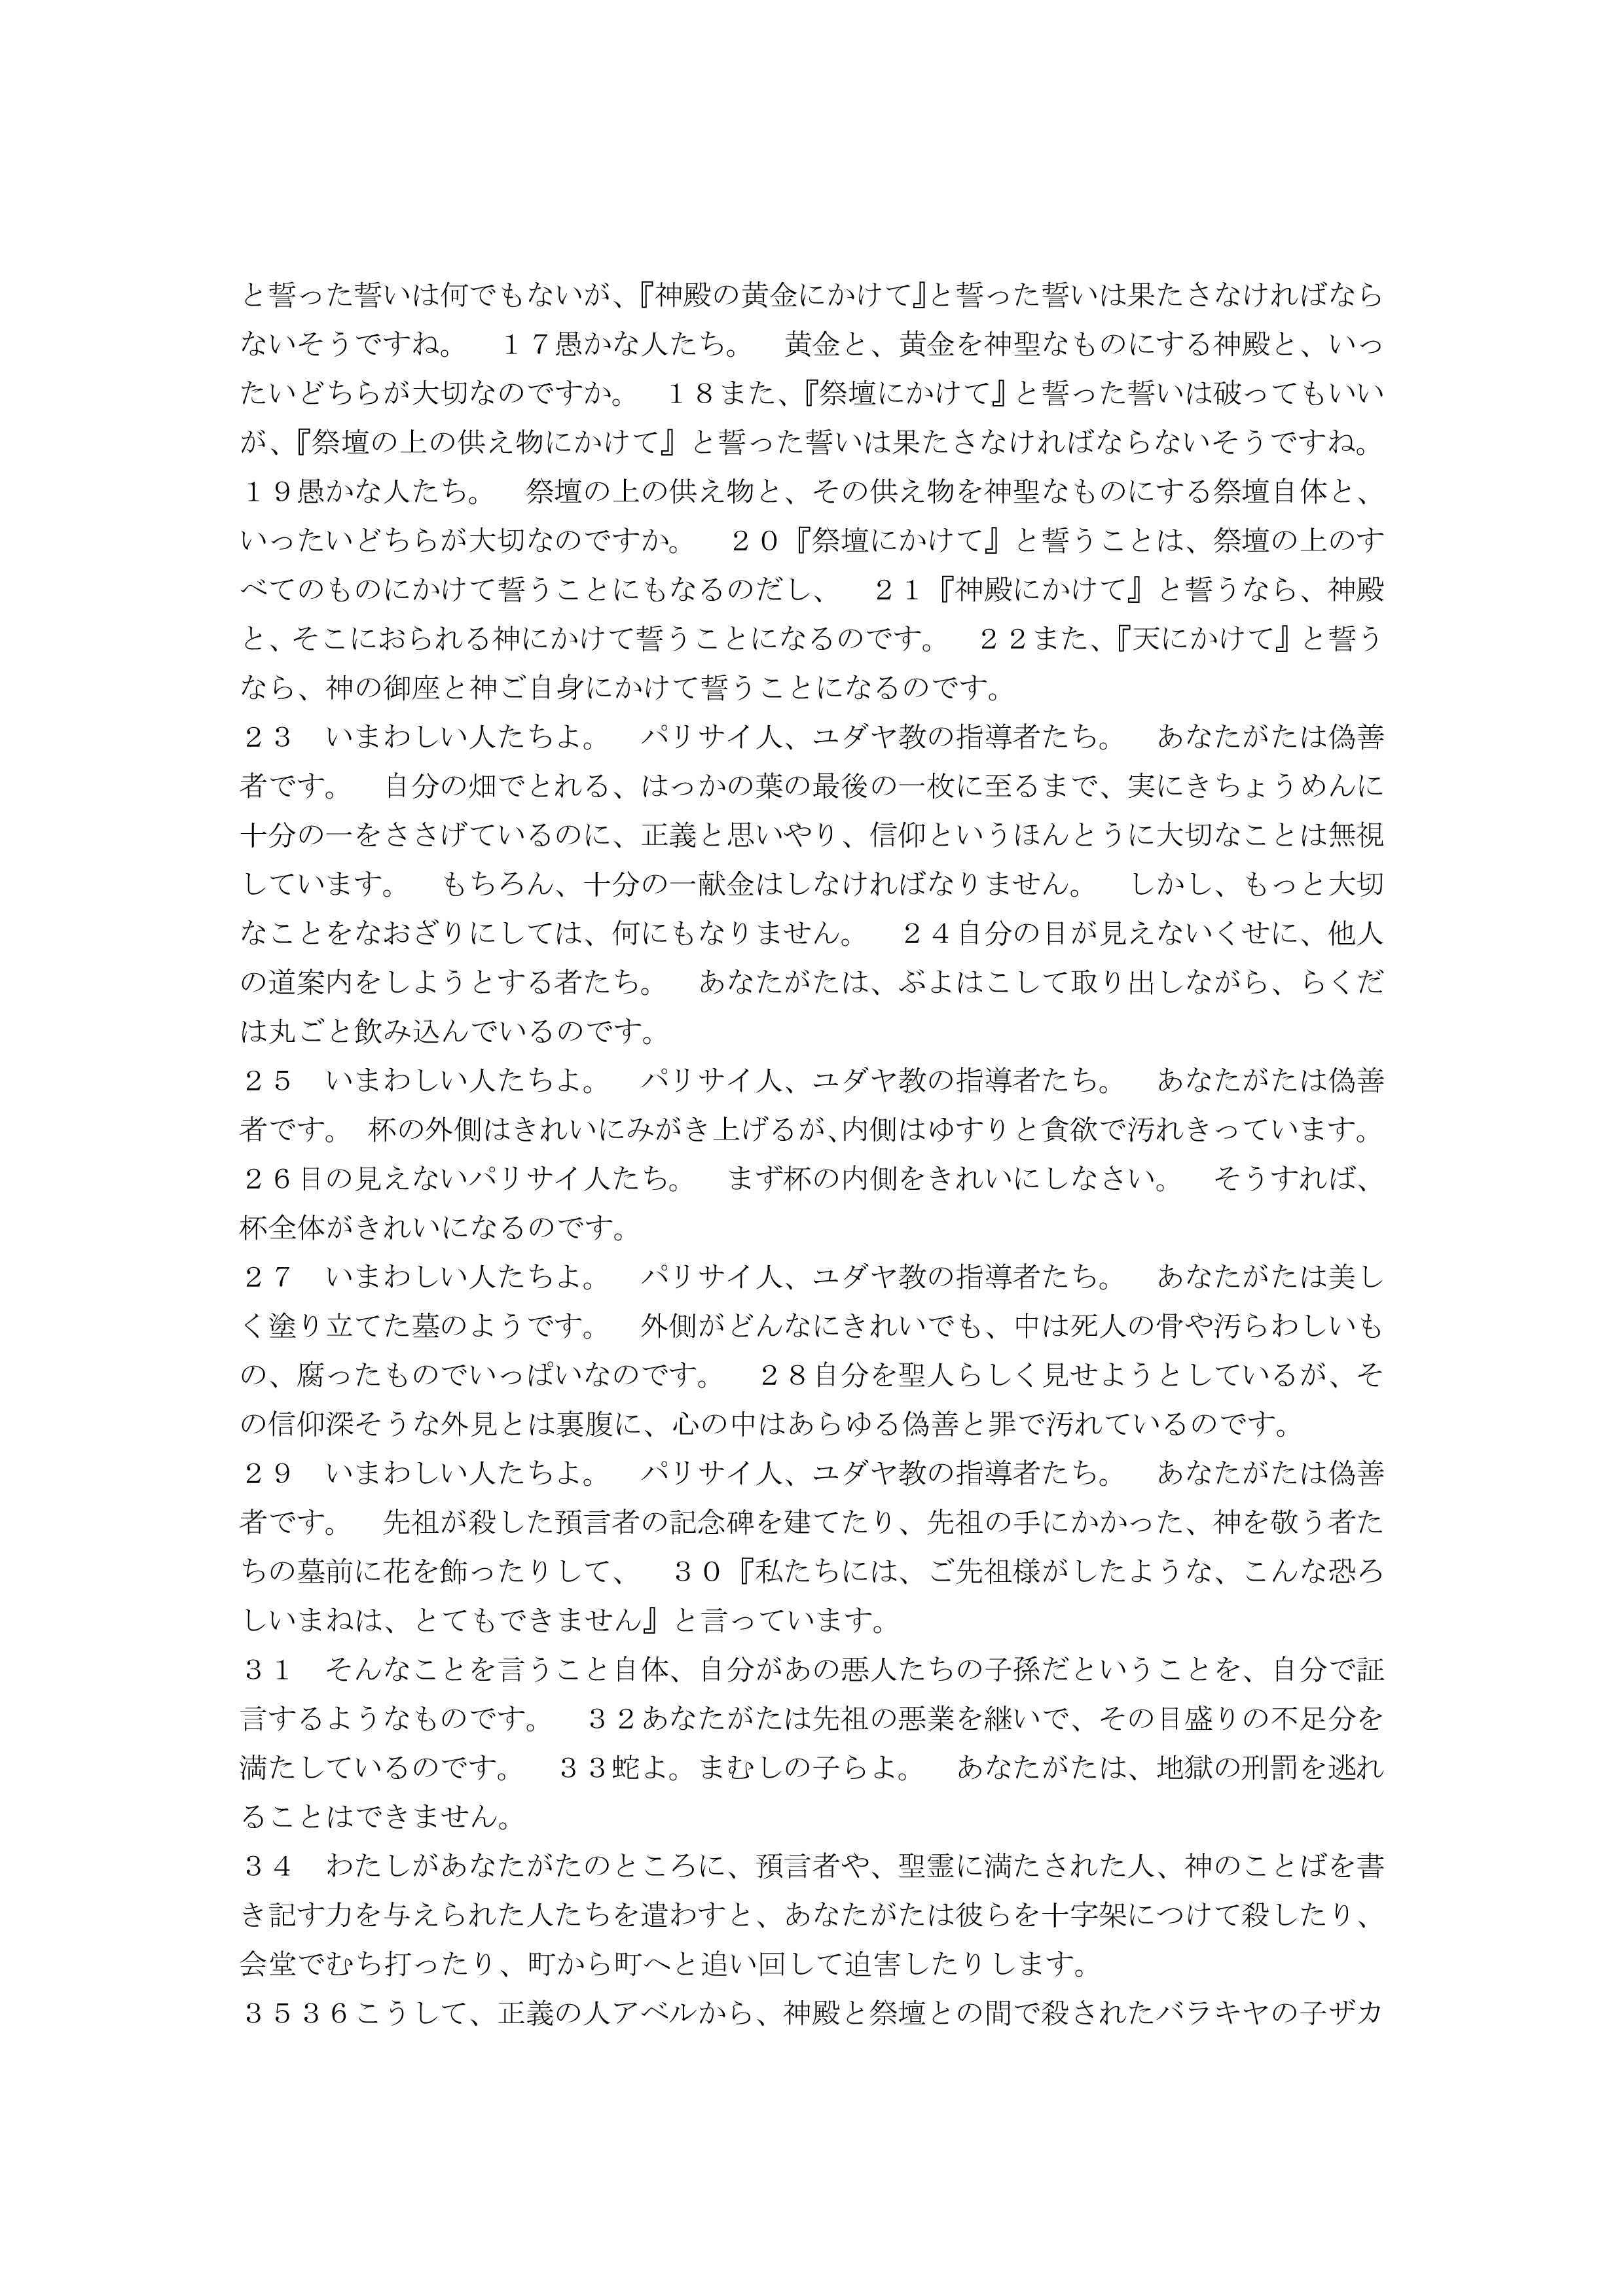 と誓った誓いは何でもないが、『神殿の黄金にかけて』と誓った誓いは果たさなければなら
ないそうですね。　１７愚かな人たち。　黄金と、黄金を神聖なものにする神殿と、いっ
たいどちらが大切なのですか。　１８また、『祭壇にかけて』と誓った誓いは破ってもいい
が、『祭壇の上の供え物にかけて』と誓った誓いは果たさなければならないそうですね。
１９愚かな人たち。　祭壇の上の供え物と、その供え物を神聖なものにする祭壇自体と、
いったいどちらが大切なのですか。　２０『祭壇にかけて』と誓うことは、祭壇の上のす
べてのものにかけて誓うことにもなるのだし、　２１『神殿にかけて』と誓うなら、神殿
と、そこにおられる神にかけて誓うことになるのです。　２２また、『天にかけて』と誓う
なら、神の御座と神ご自身にかけて誓うことになるのです。
２３　いまわしい人たちよ。　パリサイ人、ユダヤ教の指導者たち。　あなたがたは偽善
者です。　自分の畑でとれる、はっかの葉の最後の一枚に至るまで、実にきちょうめんに
十分の一をささげているのに、正義と思いやり、信仰というほんとうに大切なことは無視
しています。　もちろん、十分の一献金はしなければなりません。　しかし、もっと大切
なことをなおざりにしては、何にもなりません。　２４自分の目が見えないくせに、他人
の道案内をしようとする者たち。　あなたがたは、ぶよはこして取り出しながら、らくだ
は丸ごと飲み込んでいるのです。
２５　いまわしい人たちよ。　パリサイ人、ユダヤ教の指導者たち。　あなたがたは偽善
者です。　杯の外側はきれいにみがき上げるが、内側はゆすりと貪欲で汚れきっています。
２６目の見えないパリサイ人たち。　まず杯の内側をきれいにしなさい。　そうすれば、
杯全体がきれいになるのです。
２７　いまわしい人たちよ。　パリサイ人、ユダヤ教の指導者たち。　あなたがたは美し
く塗り立てた墓のようです。　外側がどんなにきれいでも、中は死人の骨や汚らわしいも
の、腐ったものでいっぱいなのです。　２８自分を聖人らしく見せようとしているが、そ
の信仰深そうな外見とは裏腹に、心の中はあらゆる偽善と罪で汚れているのです。
２９　いまわしい人たちよ。　パリサイ人、ユダヤ教の指導者たち。　あなたがたは偽善
者です。　先祖が殺した預言者の記念碑を建てたり、先祖の手にかかった、神を敬う者た
ちの墓前に花を飾ったりして、　３０『私たちには、ご先祖様がしたような、こんな恐ろ
しいまねは、とてもできません』と言っています。
３１　そんなことを言うこと自体、自分があの悪人たちの子孫だということを、自分で証
言するようなものです。　３２あなたがたは先祖の悪業を継いで、その目盛りの不足分を
満たしているのです。　３３蛇よ。まむしの子らよ。　あなたがたは、地獄の刑罰を逃れ
ることはできません。
３４　わたしがあなたがたのところに、預言者や、聖霊に満たされた人、神のことばを書
き記す力を与えられた人たちを遣わすと、あなたがたは彼らを十字架につけて殺したり、
会堂でむち打ったり、町から町へと追い回して迫害したりします。
３５３６こうして、正義の人アベルから、神殿と祭壇との間で殺されたバラキヤの子ザカ